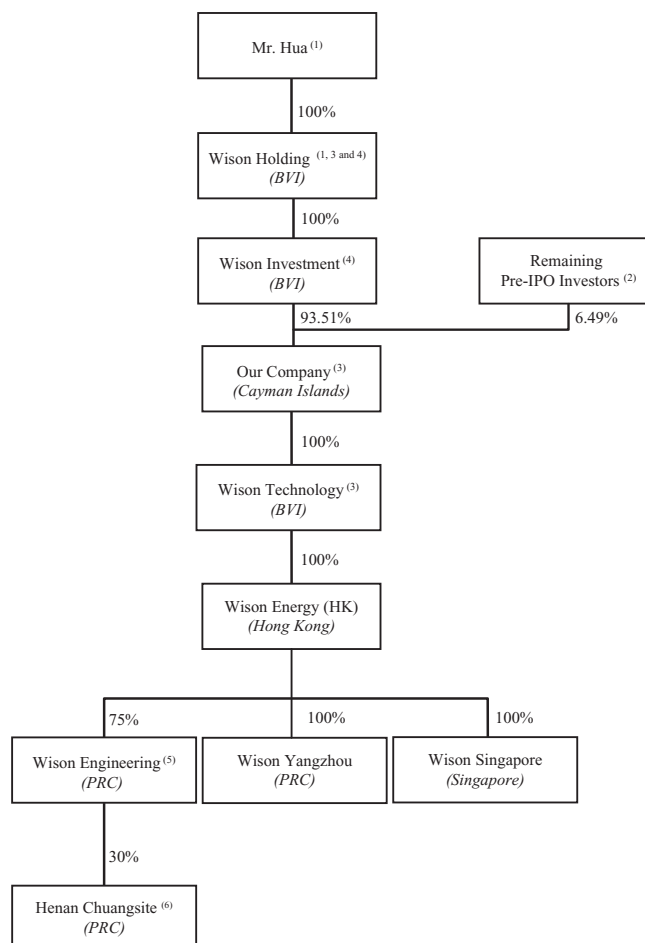 Mr. Hua (1)
100%
Wison Holding (1, 3 and 4)
(BVI)
100%
Wison Investment (4)
(BVI)
Remaining
Pre-IPO Investors (2)
93.51%
6.49%
Our Company (3)
(Cayman Islands)
100%
Wison Technology (3)
(BVI)
100%
Wison Energy (HK)
(Hong Kong)
75%
100%
100%
Wison Engineering (5)
(PRC)
Wison Yangzhou
(PRC)
Wison Singapore
(Singapore)
30%
Henan Chuangsite (6)
(PRC)